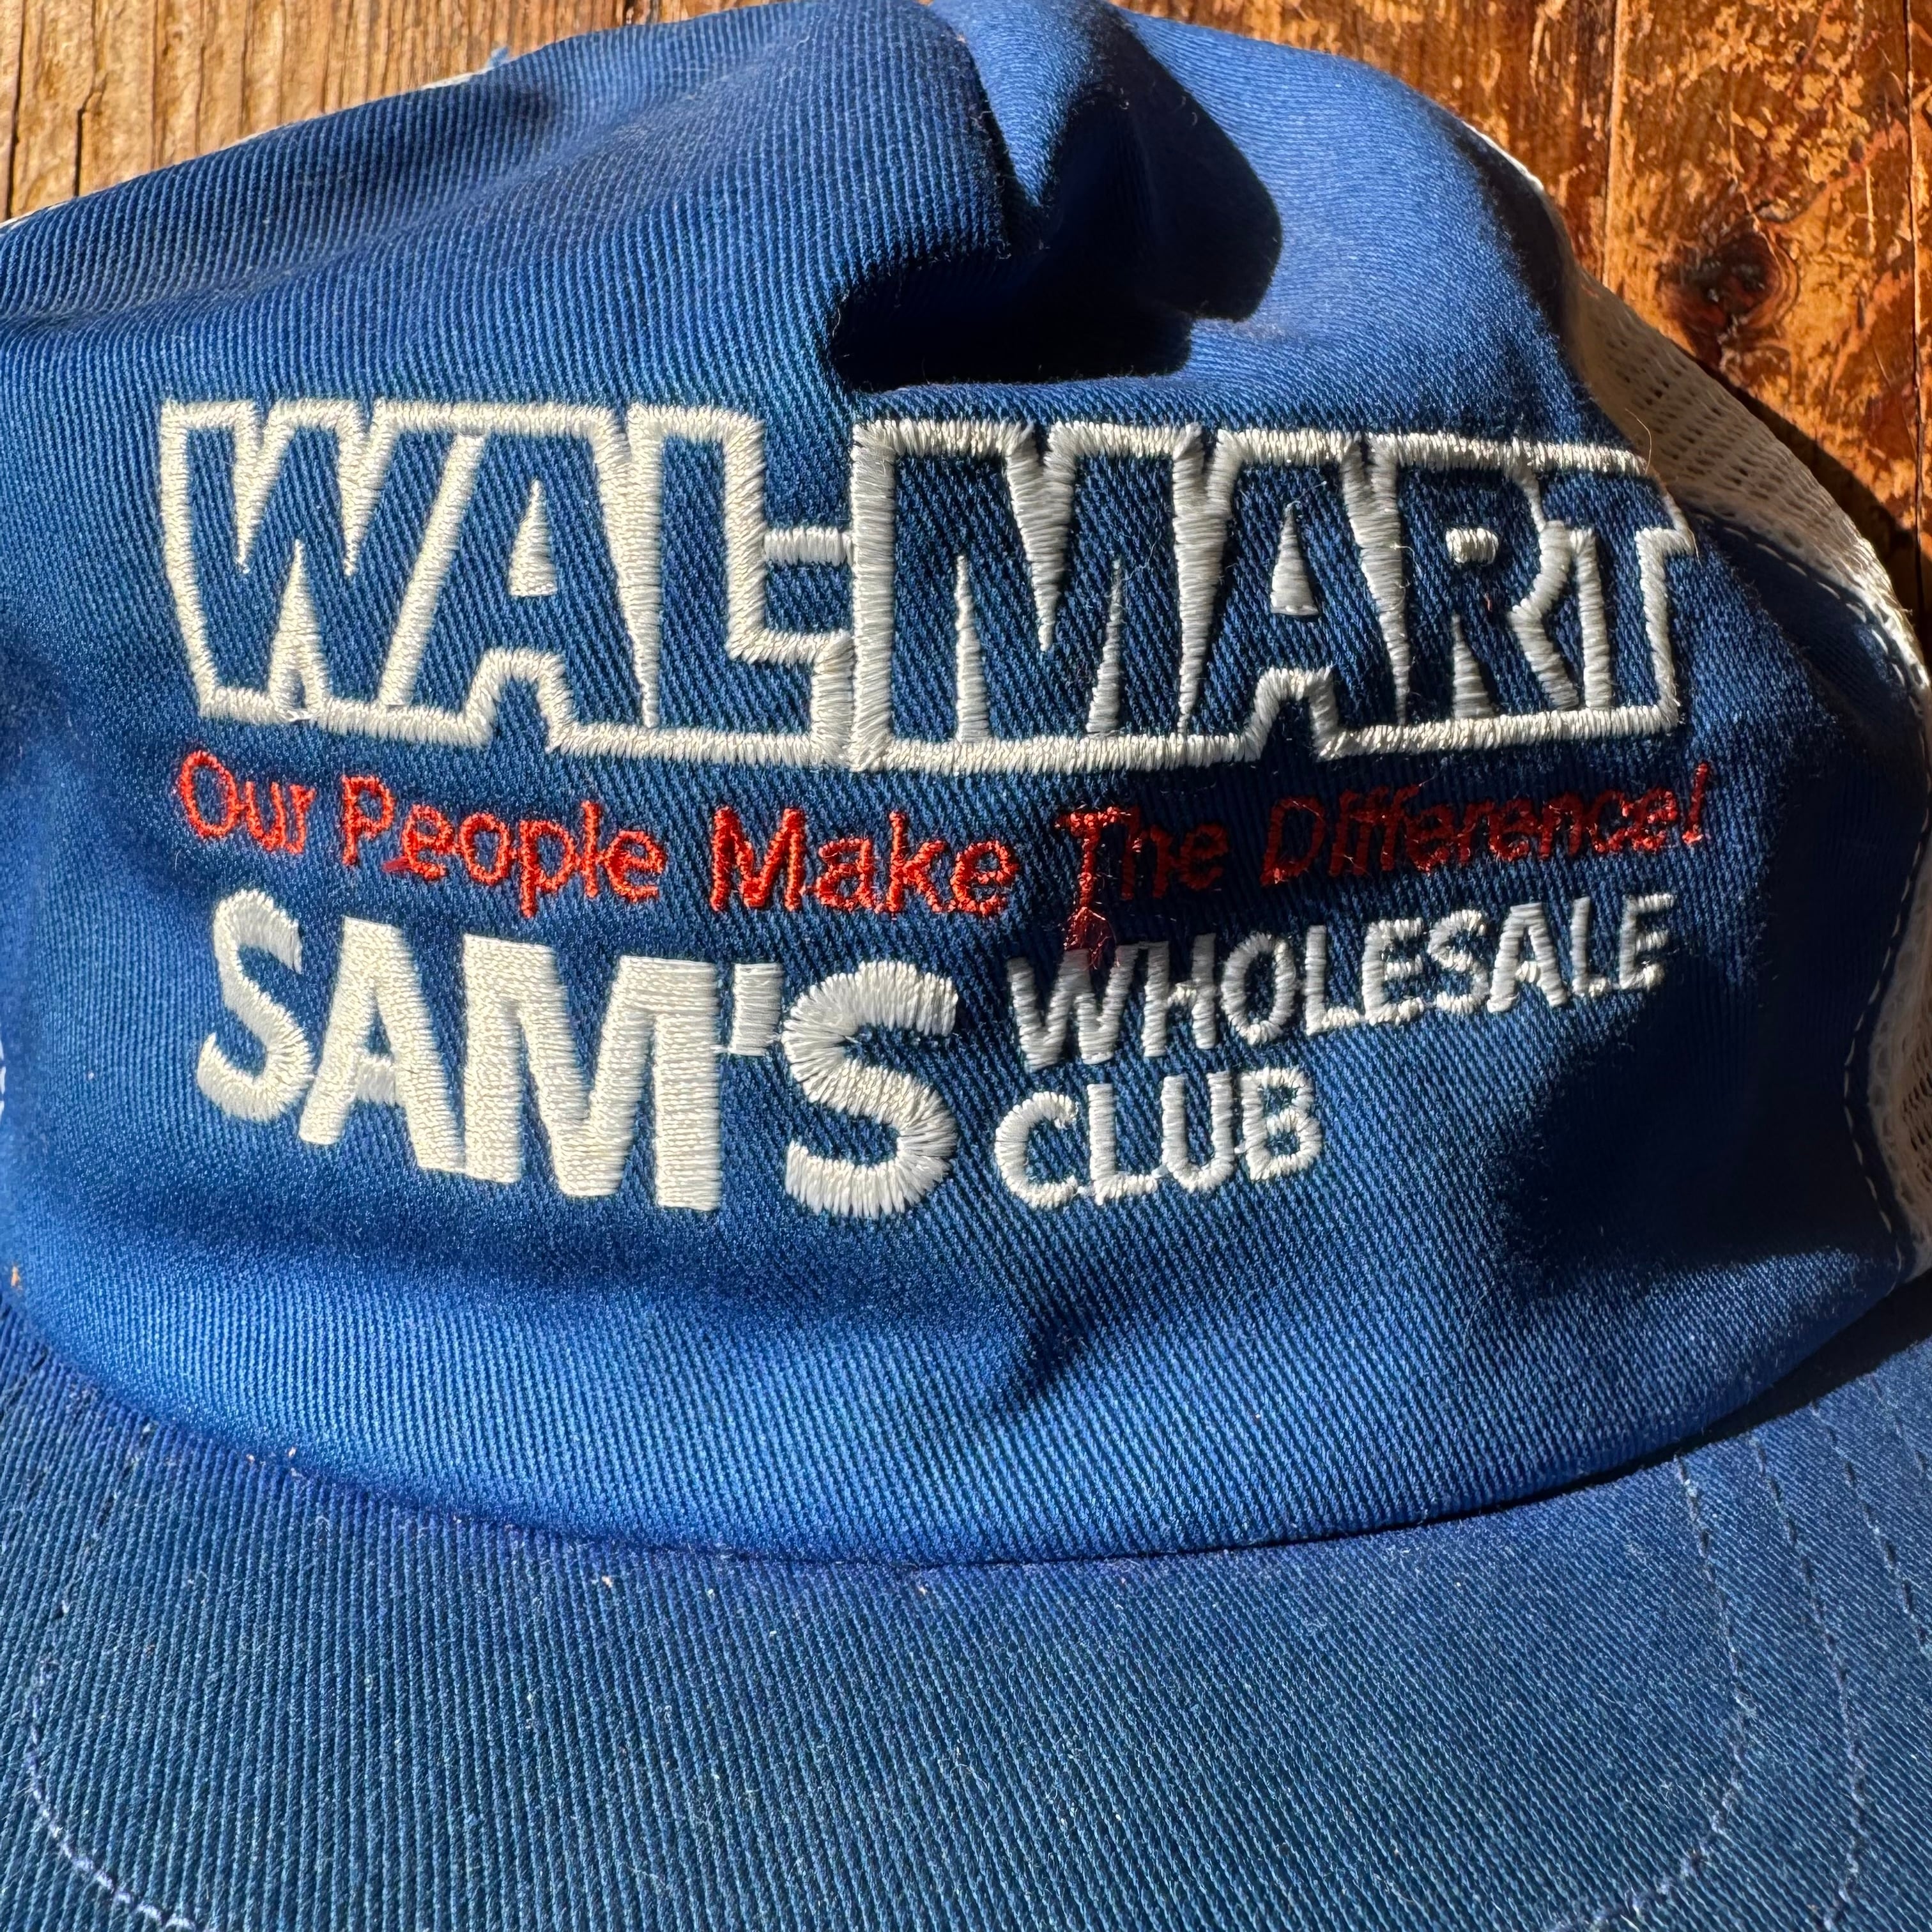 WAL-MART
Our People Make The Difference!
SAM'S WHOLESALE
CLUB